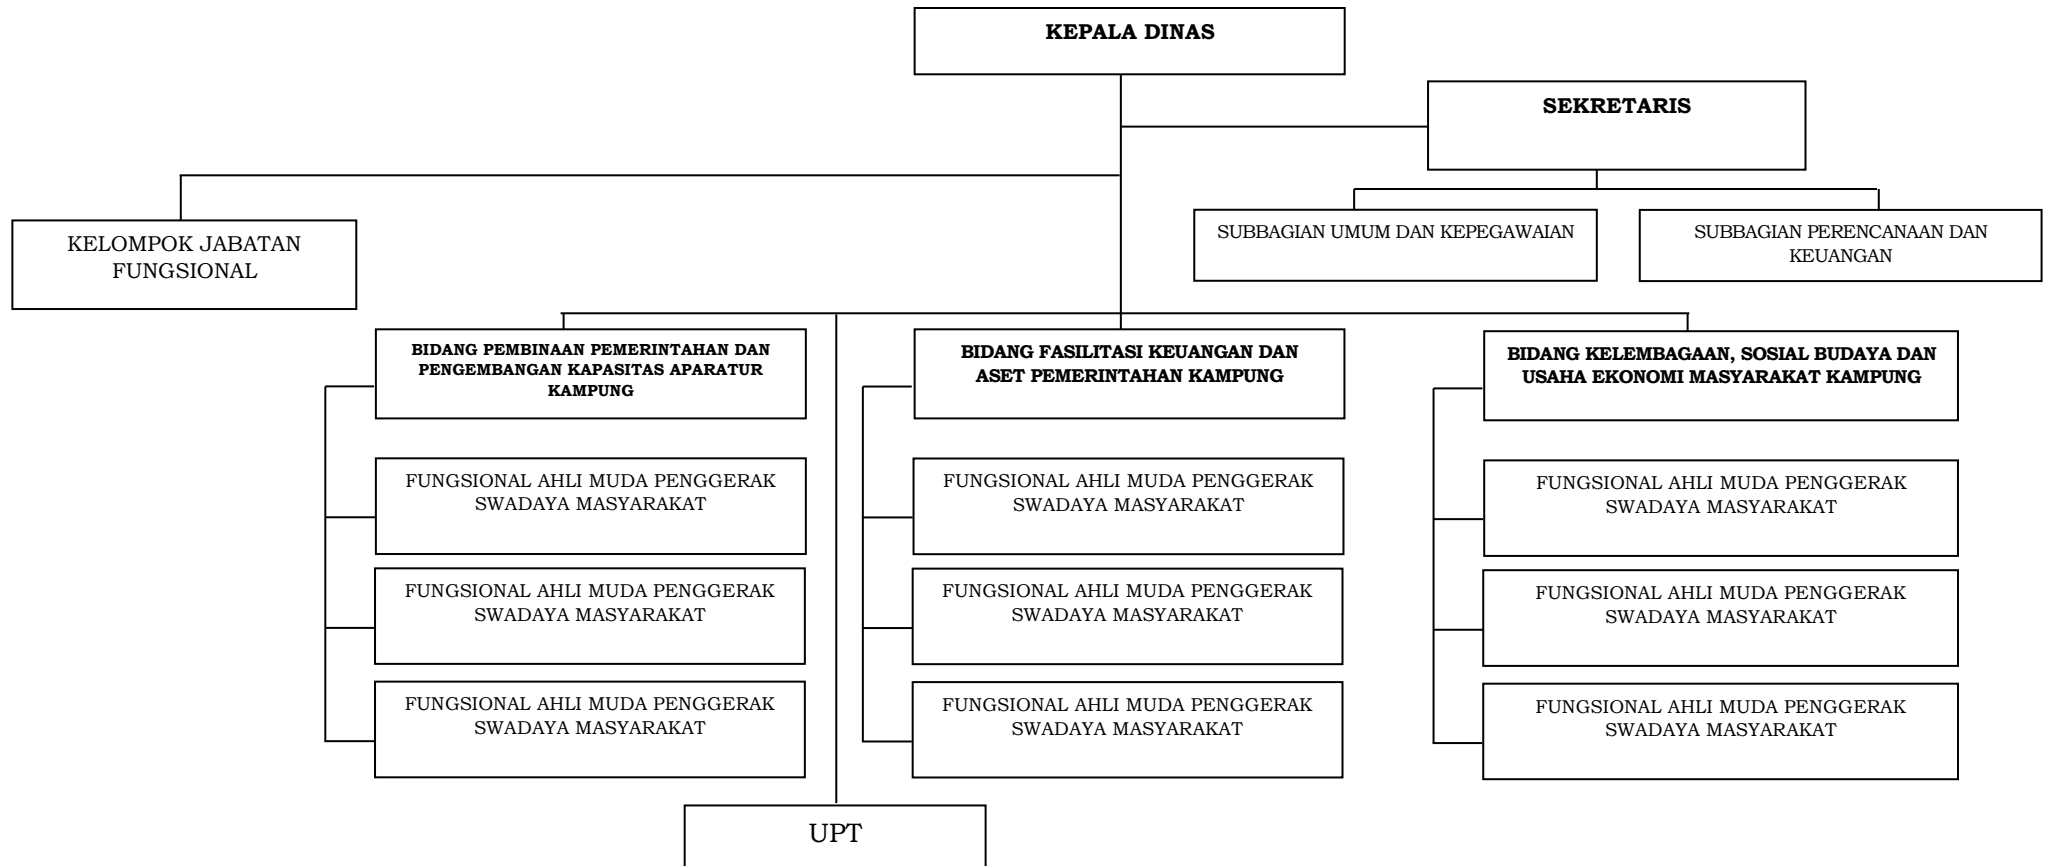 KEPALA DINAS
SEKRETARIS
KELOMPOK JABATAN
FUNGSIONAL
SUBBAGIAN UMUM DAN KEPEGAWAIAN
SUBBAGIAN PERENCANAAN DAN
KEUANGAN
BIDANG PEMBINAAN PEMERINTAHAN DAN
PENGEMBANGAN KAPASITAS APARATUR
KAMPUNG
FUNGSIONAL AHLI MUDA PENGGERAK
SWADAYA MASYARAKAT
FUNGSIONAL AHLI MUDA PENGGERAK
SWADAYA MASYARAKAT
FUNGSIONAL AHLI MUDA PENGGERAK
SWADAYA MASYARAKAT
BIDANG FASILITASI KEUANGAN DAN
ASET PEMERINTAHAN KAMPUNG
FUNGSIONAL AHLI MUDA PENGGERAK
SWADAYA MASYARAKAT
FUNGSIONAL AHLI MUDA PENGGERAK
SWADAYA MASYARAKAT
FUNGSIONAL AHLI MUDA PENGGERAK
SWADAYA MASYARAKAT
BIDANG KELEMBAGAAN, SOSIAL BUDAYA DAN
USAHA EKONOMI MASYARAKAT KAMPUNG
FUNGSIONAL AHLI MUDA PENGGERAK
SWADAYA MASYARAKAT
FUNGSIONAL AHLI MUDA PENGGERAK
SWADAYA MASYARAKAT
FUNGSIONAL AHLI MUDA PENGGERAK
SWADAYA MASYARAKAT
UPT